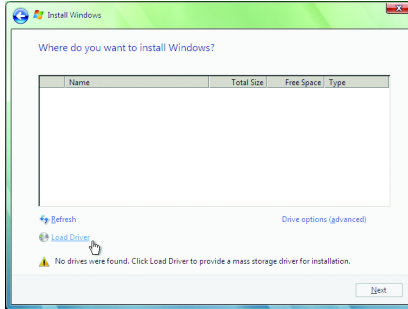 Install Windows
Where do you want to install Windows?
Name Total Size Free Space Type
Refresh Drive options (advanced)
Load Driver
No drives were found. Click Load Driver to provide a mass storage driver for installation.
Next